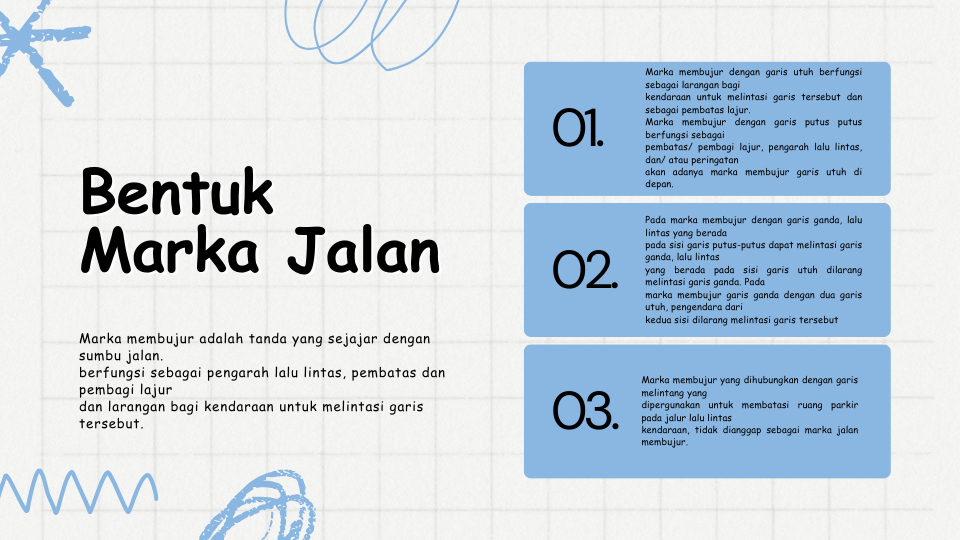 Bentuk
Marka Jalan
Marka membujur adalah tanda yang sejajar dengan
sumbu jalan.
berfungsi sebagai pengarah lalu lintas, pembatas dan
pembagi lajur
dan larangan bagi kendaraan untuk melintasi garis
tersebut.
01.
Marka membujur dengan garis utuh berfungsi
sebagai larangan bagi
kendaraan untuk melintasi garis tersebut dan
sebagai pembatas lajur.
Marka membujur dengan garis putus putus
berfungsi sebagai
pembatas/ pembagi lajur, pengarah lalu lintas,
dan/ atau peringatan
akan adanya marka membujur garis utuh di
depan.
02.
Pada marka membujur dengan garis ganda, lalu
lintas yang berada
pada sisi garis putus-putus dapat melintasi garis
ganda, lalu lintas
yang berada pada sisi garis utuh dilarang
melintasi garis ganda. Pada
marka membujur garis ganda dengan dua garis
utuh, pengendara dari
kedua sisi dilarang melintasi garis tersebut
03.
Marka membujur yang dihubungkan dengan garis
melintang yang
dipergunakan untuk membatasi ruang parkir
pada jalur lalu lintas
kendaraan, tidak dianggap sebagai marka jalan
membujur.